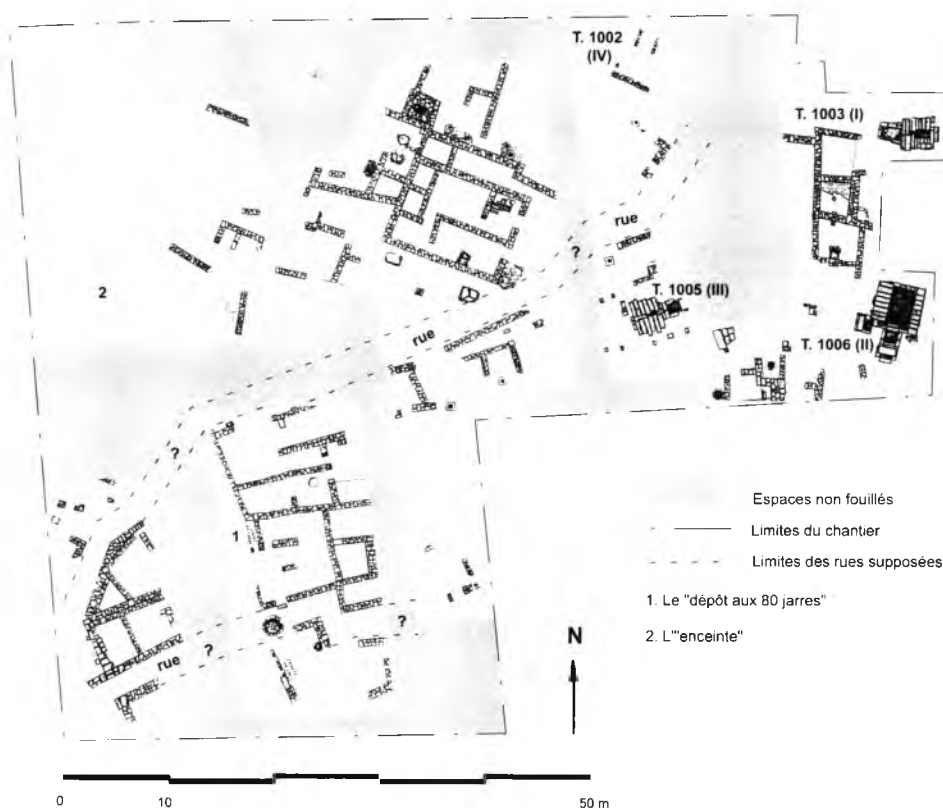 T. 1002
(IV)
T. 1003 (I)
rue
?
2
T. 1005 (III)
rue
T. 1006 (II)
?
Espaces non fouillés
Limites du chantier
1
Limites des rues supposées
1. Le "dépôt aux 80 jarres"
?
2. L'"enceinte"
N
rue
?
0
10
50 m